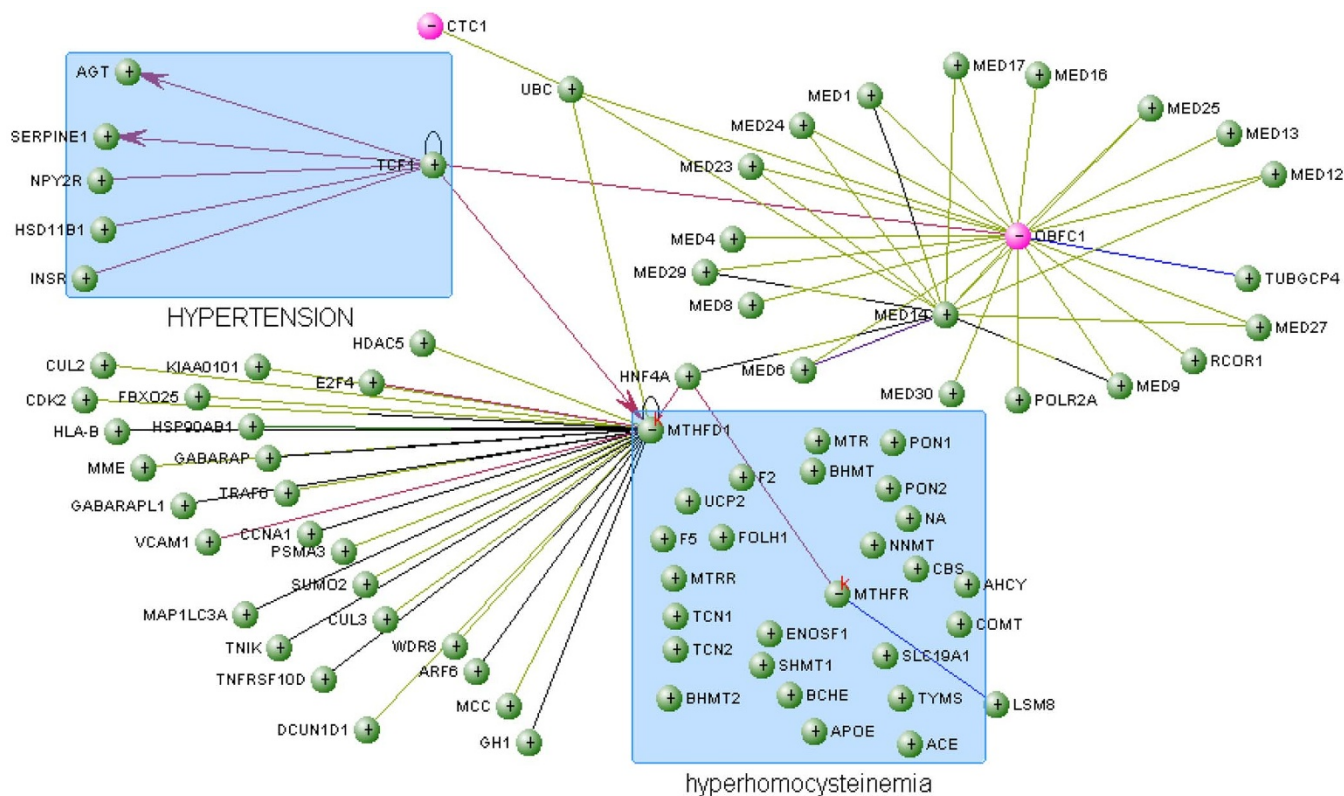 CTC1
AGT
UBC
MED17
MED16
MED1
MED25
MED24
MED13
SERPINE1
TCF1
MED23
MED12
NPY2R
HSD11B1
MED4
OBFC1
INSR
MED29
TUBGCP4
MED8
MED14
HYPERTENSION
MED27
HDAC5
RCOR1
CUL2
KIAA0101
E2F4
HNF4A
MED6
MED9
CDK2
FBXO25
MED30
POLR2A
K
HLA-B
HSP90AB1
MTHFD1
MTR
PON1
MME
GABARAP
BHMT
F2
GABARAPL1
TRAF6
UCP2
PON2
NA
VCAM1
CCNA1
PSMA3
F5
FOLH1
NNMT
CBS
SUMO2
MTRR
K
MTHFR
AHCY
MAP1LC3A
CUL3
TCN1
COMT
TNIK
WDR8
TCN2
ENOSF1
SLC19A1
TNFRSF10D
ARF6
SHMT1
MCC
BHMT2
BCHE
TYMS
LSM8
DCUN1D1
GH1
APOE
ACE
hyperhomocysteinemia